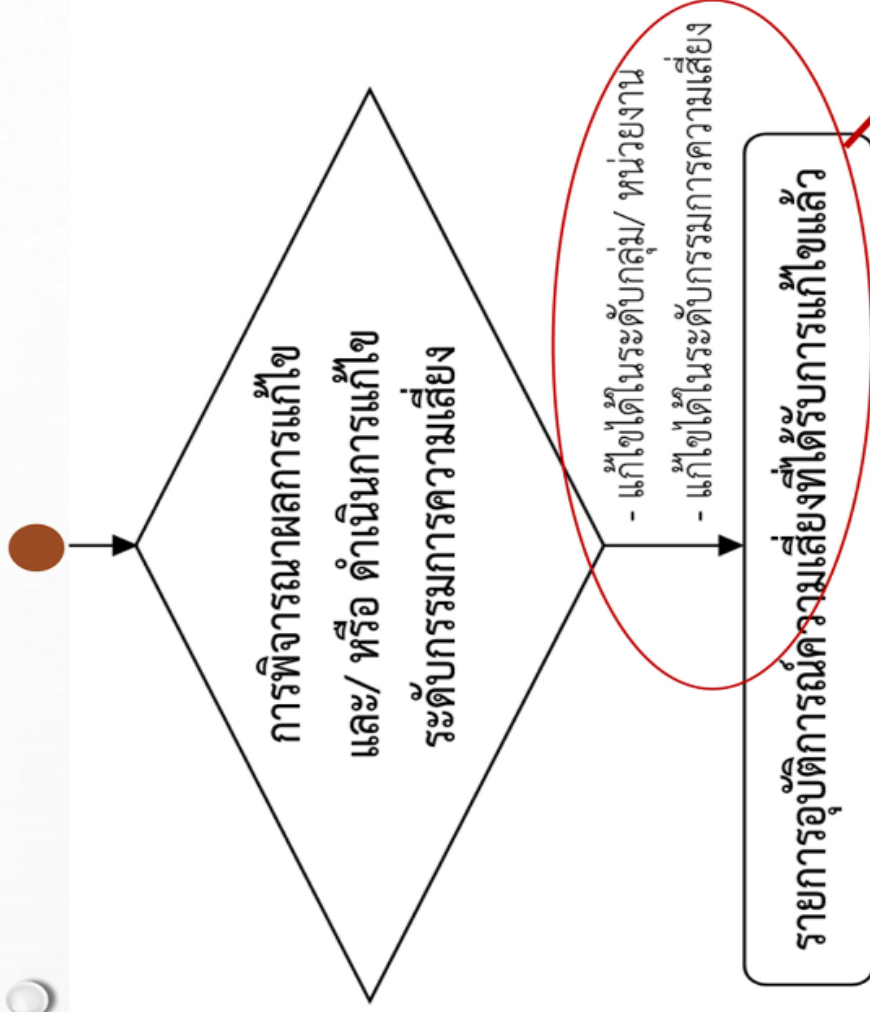 การพิจารณาผลการแก้ไข
และ/ หรือ ดำเนินการแก้ไข
ระดับกรรมการความเสี่ยง
- แก้ไขได้ในระดับกลุ่ม/ หน่วยงาน
- แก้ไขได้ในระดับกรรมการความเสี่ยง
รายการอุบัติการณ์ความเสี่ยงที่ได้รับการแก้ไขแล้ว